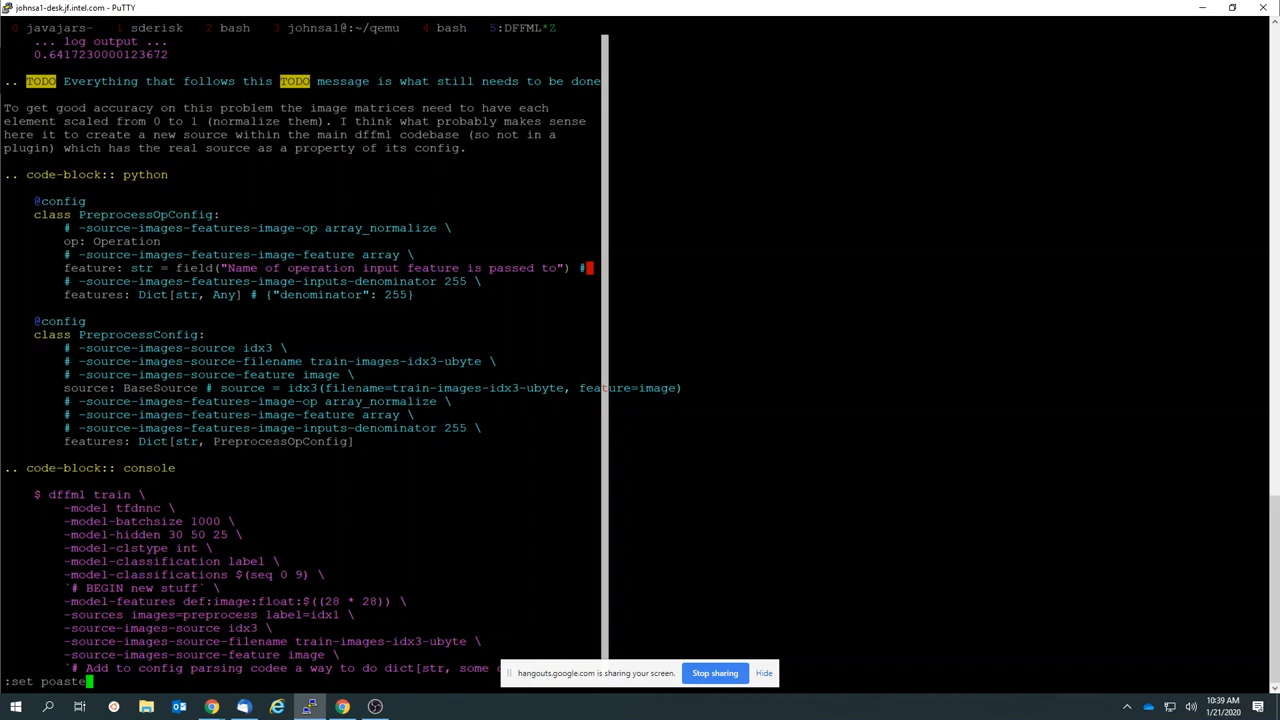 johnsa1-desk.jf.intel.com - PuTTY
0 javajars- 1 sderisk 2 bash 3 johnsa1@:~/qemu 4 bash 5:DFFML*Z
... log output ...
0.6417230000123672
.. TODO Everything that follows this TODO message is what still needs to be done
To get good accuracy on this problem the image matrices need to have each
element scaled from 0 to 1 (normalize them). I think what probably makes sense
here it to create a new source within the main dffml codebase (so not in a
plugin) which has the real source as a property of its config.
.. code-block:: python
@config
class PreprocessOpConfig:
# -source-images-features-image-op array_normalize \
op: Operation
# -source-images-features-image-feature array \
feature: str = field("Name of operation input feature is passed to") #
# -source-images-features-image-inputs-denominator 255 \
features: Dict[str, Any] # {"denominator": 255}
@config
class PreprocessConfig:
# -source-images-source idx3 \
# -source-images-source-filename train-images-idx3-ubyte \
# -source-images-source-feature image \
source: BaseSource # source = idx3(filename=train-images-idx3-ubyte, feature=image)
# -source-images-features-image-op array_normalize \
# -source-images-features-image-feature array \
# -source-images-features-image-inputs-denominator 255 \
features: Dict[str, PreprocessOpConfig]
.. code-block:: console
$ dffml train \
-model tfdnnc \
-model-batchsize 1000 \
-model-hidden 30 50 25 \
-model-clstype int \
-model-classification label \
-model-classifications $(seq 0 9) \
`# BEGIN new stuff` \
-model-features def:image:float:$((28 * 28)) \
-sources images=preprocess label=idx1 \
-source-images-source idx3 \
-source-images-source-filename train-images-idx3-ubyte \
-source-images-source-feature image \
`# Add to config parsing codee a way to do dict[str, some
hangouts.google.com is sharing your screen. Stop sharing Hide
:set poaste
10:39 AM
1/21/2020